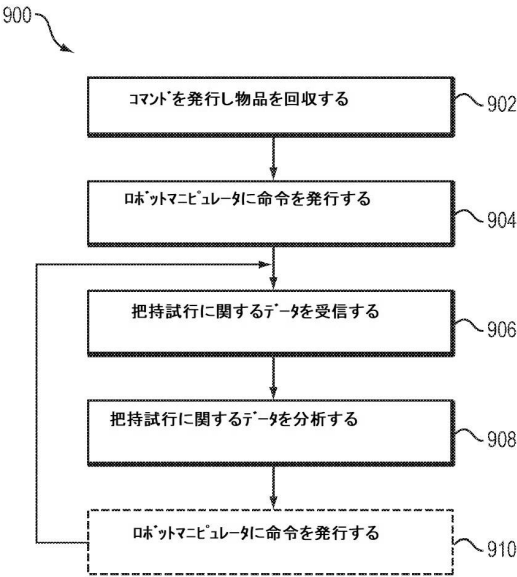 900
コマンドを発行し物品を回収する
902
ロボットマニピュレータに命令を発行する
904
把持試行に関するデータを受信する
906
把持試行に関するデータを分析する
908
ロボットマニピュレータに命令を発行する
910